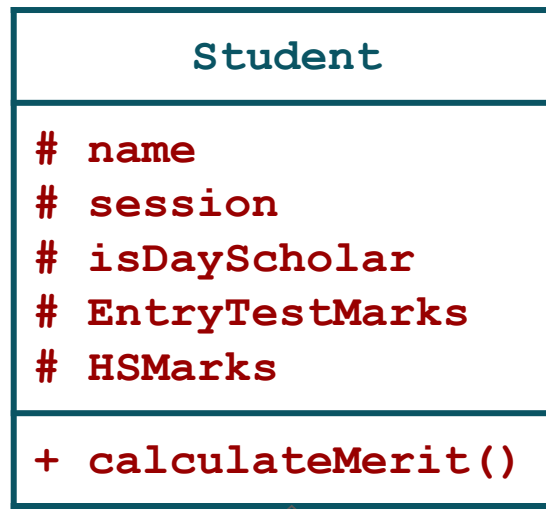 Student
# name
# session
# isDayScholar
# EntryTestMarks
# HSMarks
+ calculateMerit()